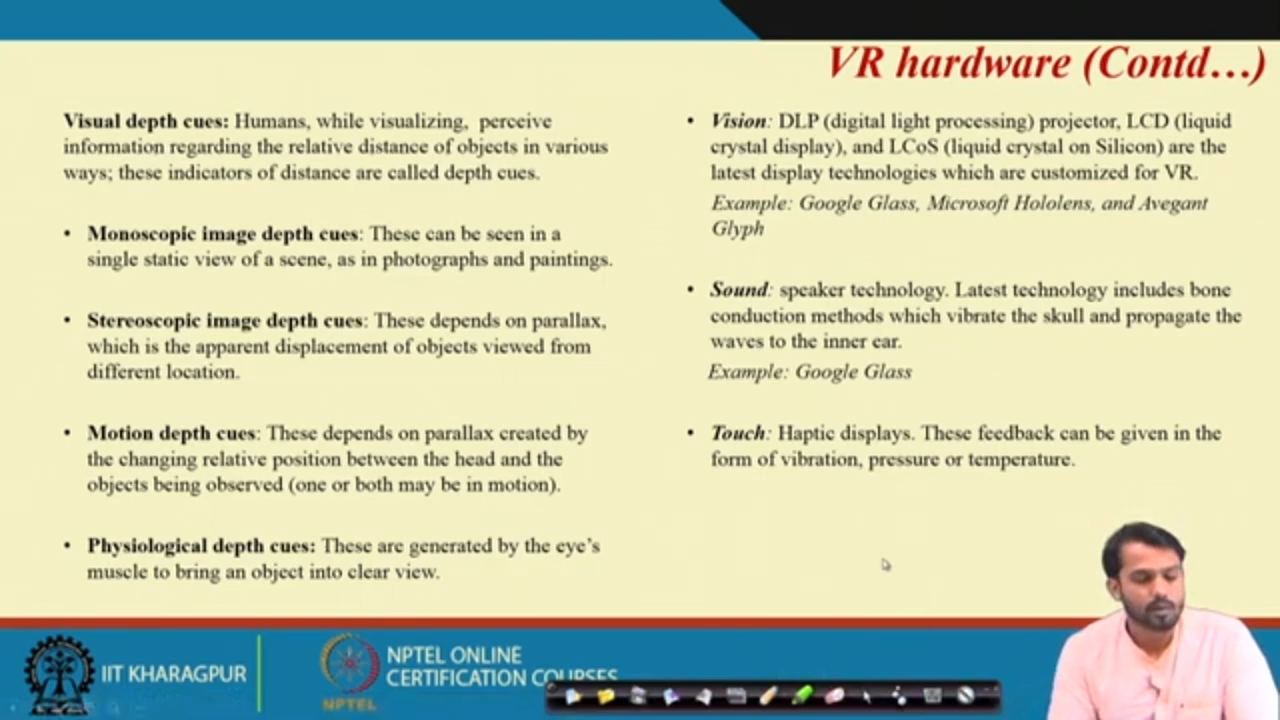 VR hardware (Contd...)
Visual depth cues: Humans, while visualizing, perceive
information regarding the relative distance of objects in various
ways; these indicators of distance are called depth cues.
• Monoscopic image depth cues: These can be seen in a
single static view of a scene, as in photographs and paintings.
• Stereoscopic image depth cues: These depends on parallax,
which is the apparent displacement of objects viewed from
different location.
• Motion depth cues: These depends on parallax created by
the changing relative position between the head and the
objects being observed (one or both may be in motion).
• Physiological depth cues: These are generated by the eye's
muscle to bring an object into clear view.
• Vision: DLP (digital light processing) projector, LCD (liquid
crystal display), and LCoS (liquid crystal on Silicon) are the
latest display technologies which are customized for VR.
Example: Google Glass, Microsoft Hololens, and Avegant
Glyph
• Sound: speaker technology. Latest technology includes bone
conduction methods which vibrate the skull and propagate the
waves to the inner ear.
Example: Google Glass
• Touch: Haptic displays. These feedback can be given in the
form of vibration, pressure or temperature.
IIT KHARAGPUR
NPTEL
NPTEL ONLINE
CERTIFICATION COURSES